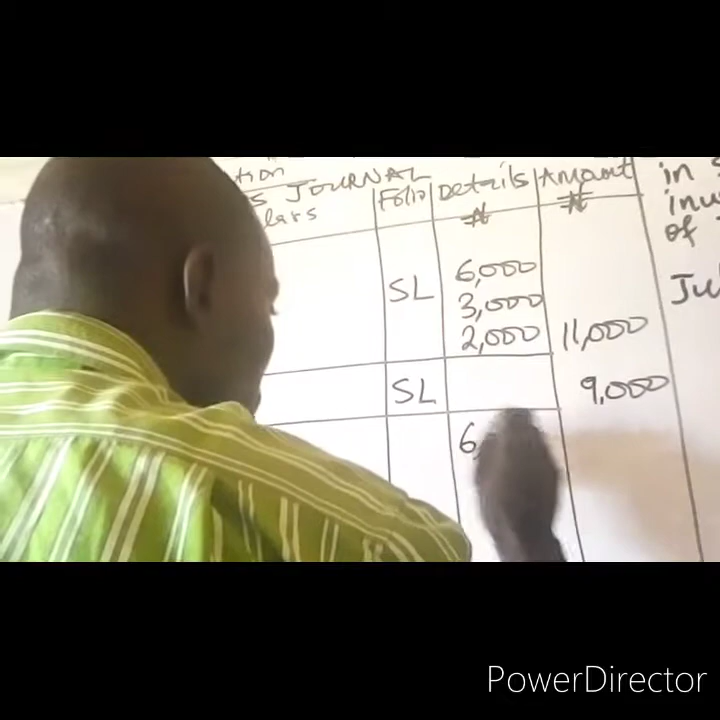 tion in
S JOURNAL inv
lars Folio Details Amount of
₦ ₦
SL 6,000 Ju
3,000
2,000 11,000
SL 9,000
6,
PowerDirector